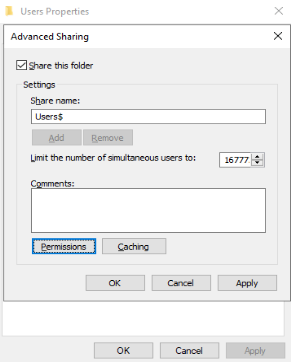 Users Properties
Advanced Sharing
Share this folder
Settings
Share name:
Users$
Add Remove
Limit the number of simultaneous users to: 16777
Comments:
Permissions Caching
OK Cancel Apply
OK Cancel Apply